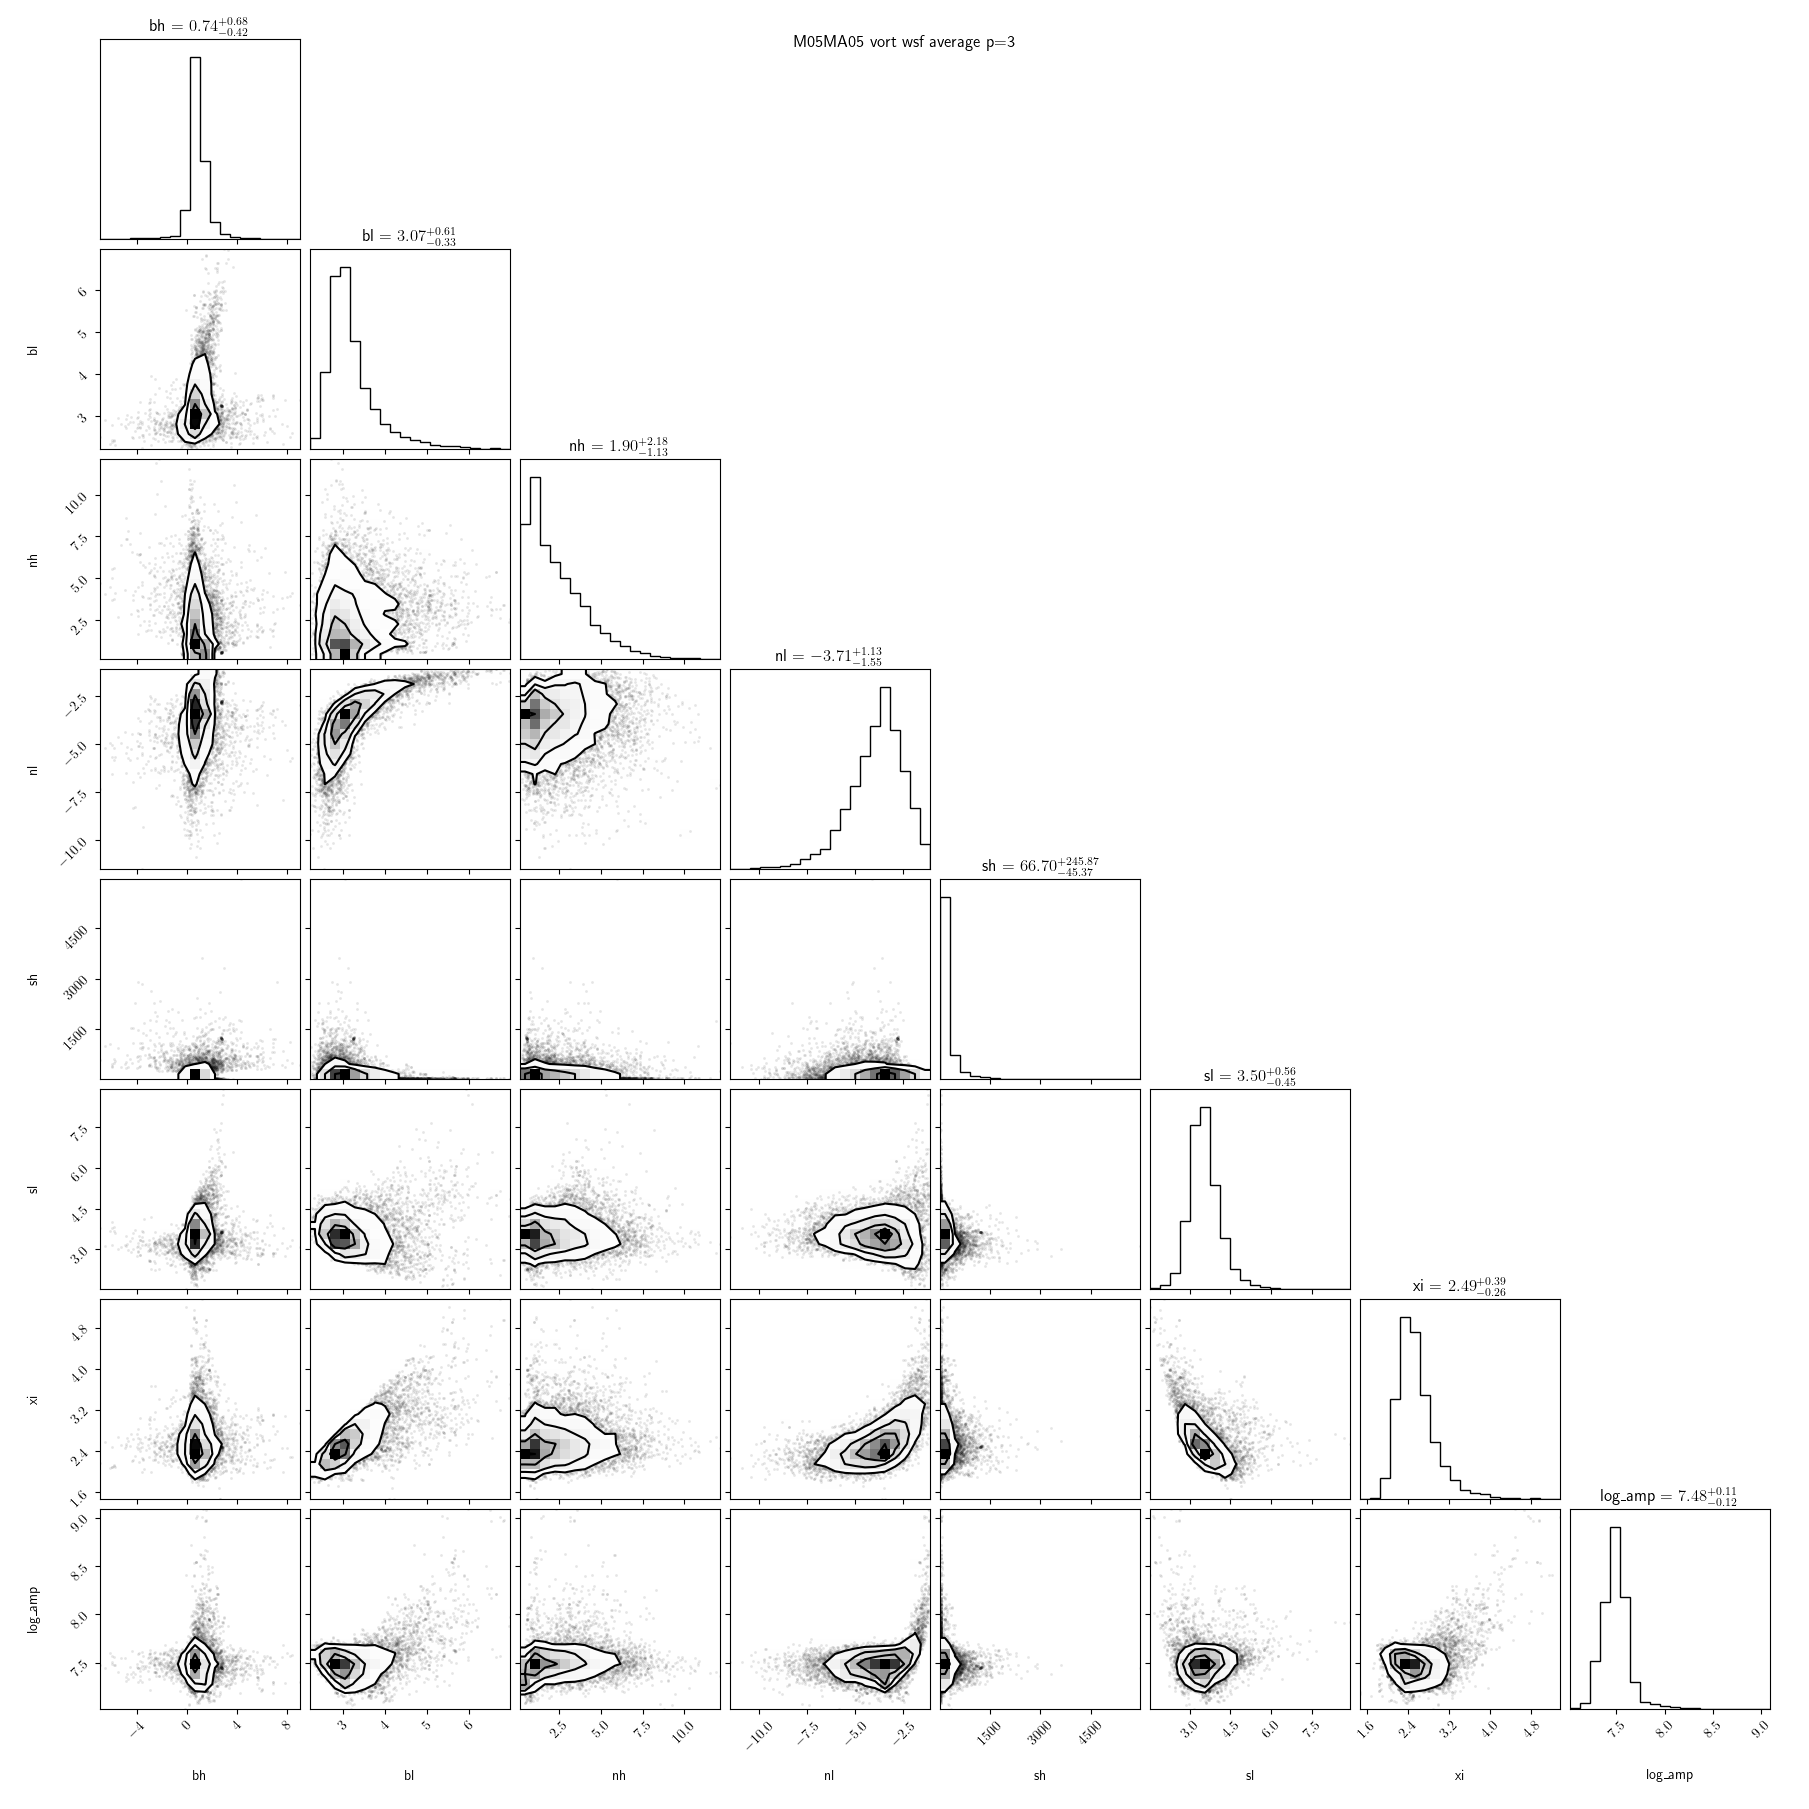 bh = 0.74+0.68−0.42
M05MA05 vort wsf average p=3
bl = 3.07+0.61−0.33
6
5
4
3
bl
nh = 1.90+2.18−1.13
10.0
7.5
5.0
2.5
nh
nl = −3.71+1.13−1.55
−2.5
−5.0
−7.5
−10.0
nl
sh = 66.70+245.87−45.37
4500
3000
1500
sh
sl = 3.50+0.56−0.45
7.5
6.0
4.5
3.0
sl
xi = 2.49+0.39−0.26
4.8
4.0
3.2
2.4
1.6
xi
log_amp = 7.48+0.11−0.12
9.0
8.5
8.0
7.5
log_amp
−4 0 4 8 3 4 5 6 2.5 5.0 7.5 10.0 −10.0 −7.5 −5.0 −2.5 1500 3000 4500 3.0 4.5 6.0 7.5 1.6 2.4 3.2 4.0 4.8 7.5 8.0 8.5 9.0
bh bl nh nl sh sl xi log_amp